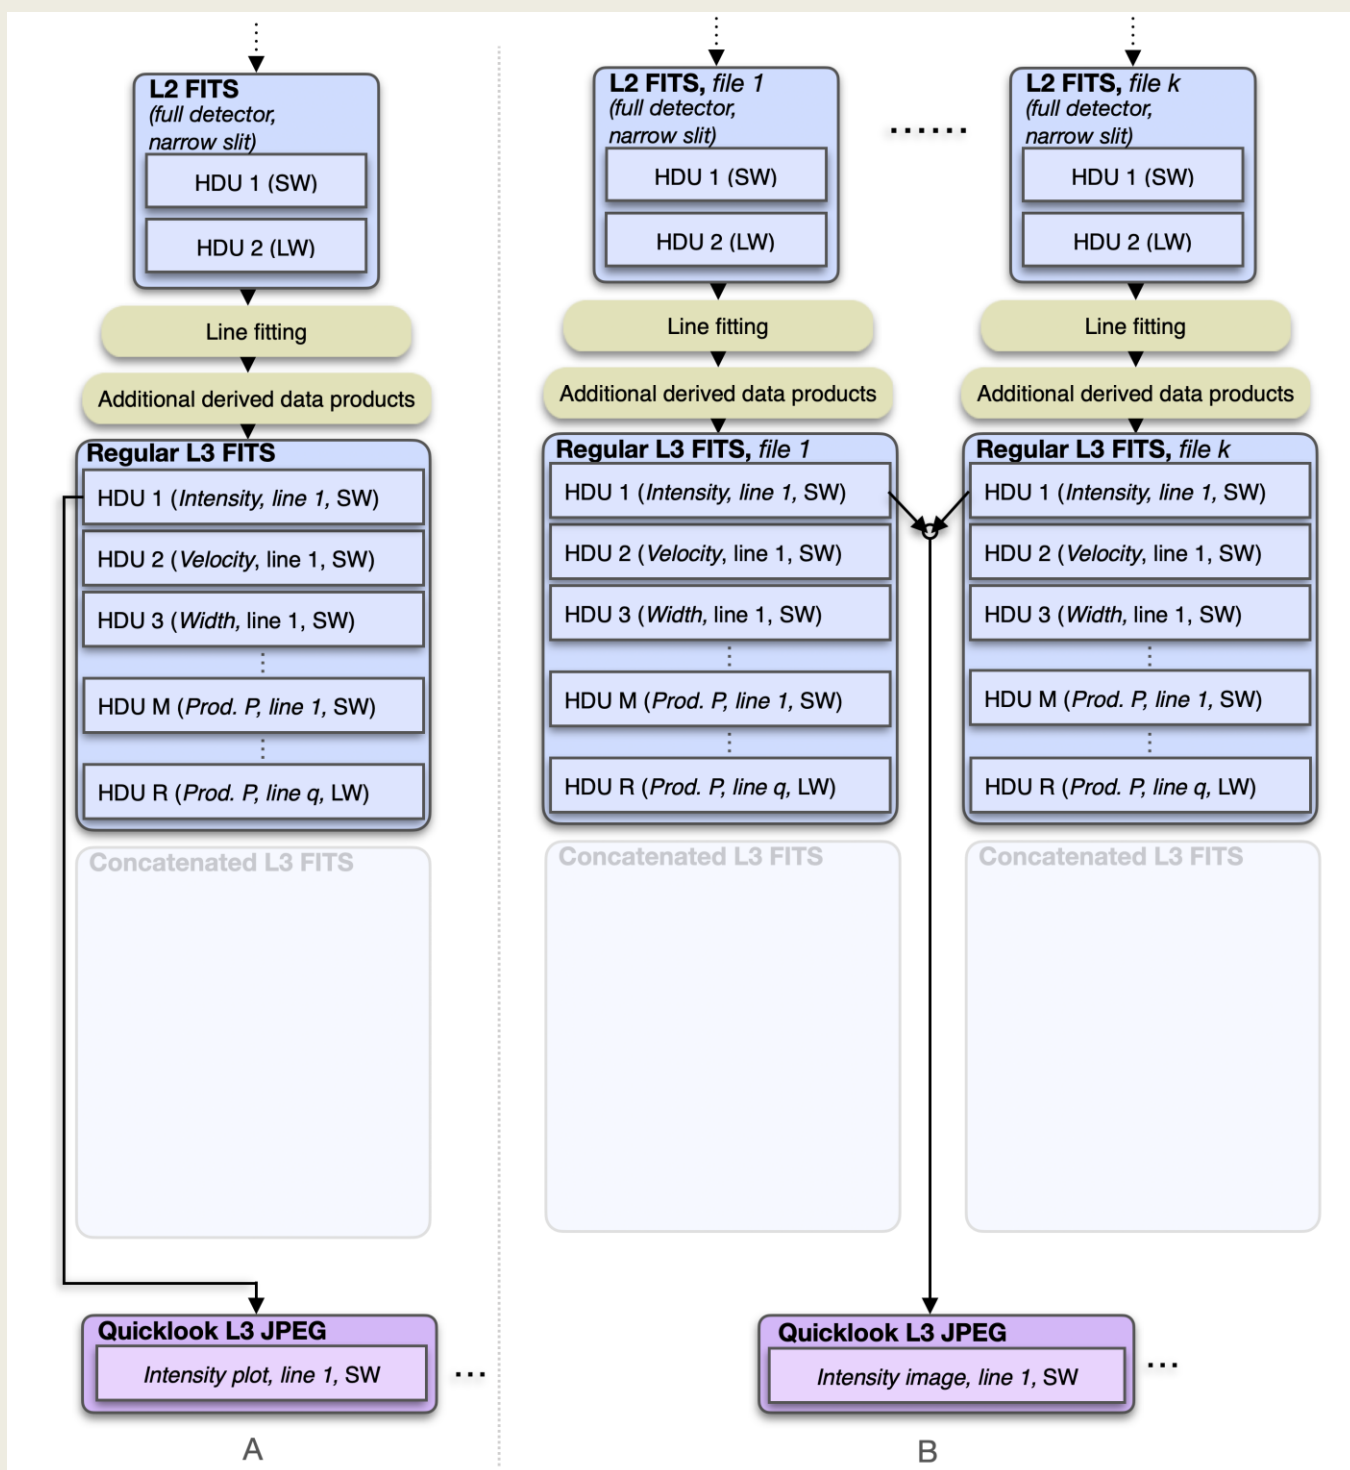 L2 FITS
(full detector,
narrow slit)
HDU 1 (SW)
HDU 2 (LW)
Line fitting
Additional derived data products
Regular L3 FITS
HDU 1 (Intensity, line 1, SW)
HDU 2 (Velocity, line 1, SW)
HDU 3 (Width, line 1, SW)
HDU M (Prod. P, line 1, SW)
HDU R (Prod. P, line q, LW)
Concatenated L3 FITS
Quicklook L3 JPEG
Intensity plot, line 1, SW
...
A
L2 FITS, file 1
(full detector,
narrow slit)
HDU 1 (SW)
HDU 2 (LW)
Line fitting
Additional derived data products
Regular L3 FITS, file 1
HDU 1 (Intensity, line 1, SW)
HDU 2 (Velocity, line 1, SW)
HDU 3 (Width, line 1, SW)
HDU M (Prod. P, line 1, SW)
HDU R (Prod. P, line q, LW)
Concatenated L3 FITS
......
L2 FITS, file k
(full detector,
narrow slit)
HDU 1 (SW)
HDU 2 (LW)
Line fitting
Additional derived data products
Regular L3 FITS, file k
HDU 1 (Intensity, line 1, SW)
HDU 2 (Velocity, line 1, SW)
HDU 3 (Width, line 1, SW)
HDU M (Prod. P, line 1, SW)
HDU R (Prod. P, line q, LW)
Concatenated L3 FITS
Quicklook L3 JPEG
Intensity image, line 1, SW
...
B